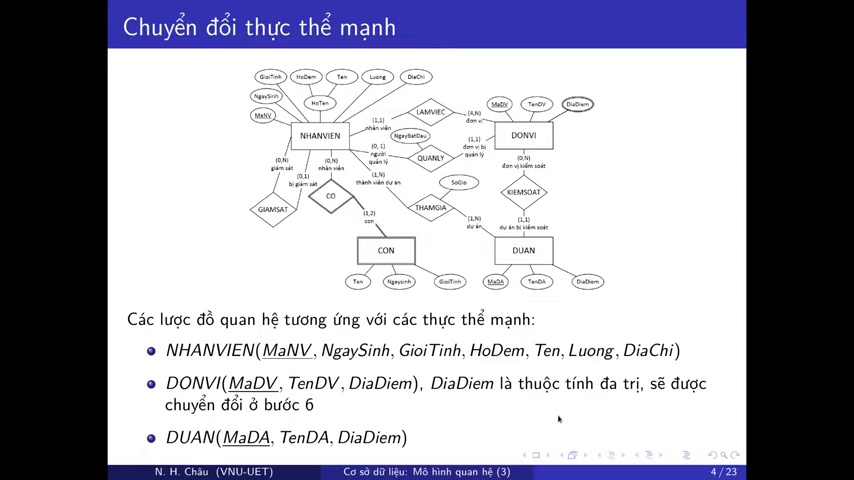 Chuyển đổi thực thể mạnh
GioiTinh HoDem Ten Luong DiaChi
NgaySinh HoTen
MaNV
NHANVIEN
LAMVIEC
(1,1)
nhân viên
(4,N)
đơn vị
MaDV TenDV DiaDiem
DONVI
NgayBatDau
(0, 1)
người
quản lý
QUANLY
(1,1)
đơn vị bị
quản lý
(0,N)
giám sát
(0,1)
bị giám sát
GIAMSAT
(0,N)
nhân viên
CO
(1,N)
thành viên dự án
SoGio
THAMGIA
(0,N)
đơn vị kiểm soát
KIEMSOAT
(1,2)
con
(1,N)
dự án
(1,1)
dự án bị kiểm soát
CON
DUAN
Ten Ngaysinh GioiTinh
MaDA TenDA DiaDiem
Các lược đồ quan hệ tương ứng với các thực thể mạnh:
NHANVIEN(MaNV, NgaySinh, GioiTinh, HoDem, Ten, Luong, DiaChi)
DONVI(MaDV, TenDV, DiaDiem), DiaDiem là thuộc tính đa trị, sẽ được
chuyển đổi ở bước 6
DUAN(MaDA, TenDA, DiaDiem)
N. H. Châu (VNU-UET) Cơ sở dữ liệu: Mô hình quan hệ (3) 4 / 23